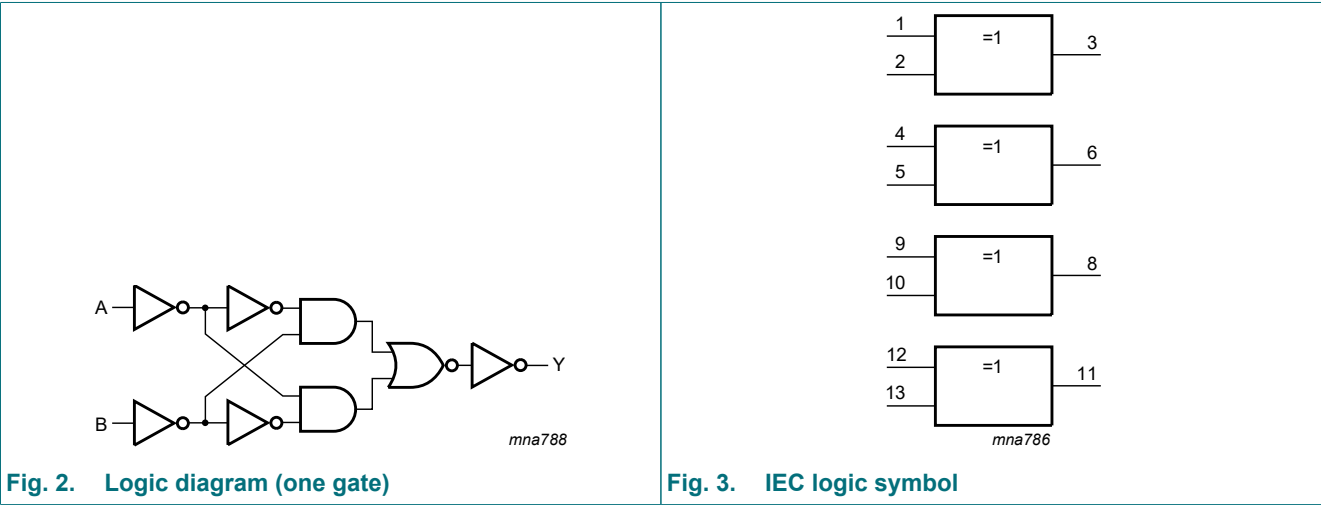 A
B
Y
mna788
Fig. 2. Logic diagram (one gate)
1
2
=1
3
4
5
=1
6
9
10
=1
8
12
13
=1
11
mna786
Fig. 3. IEC logic symbol